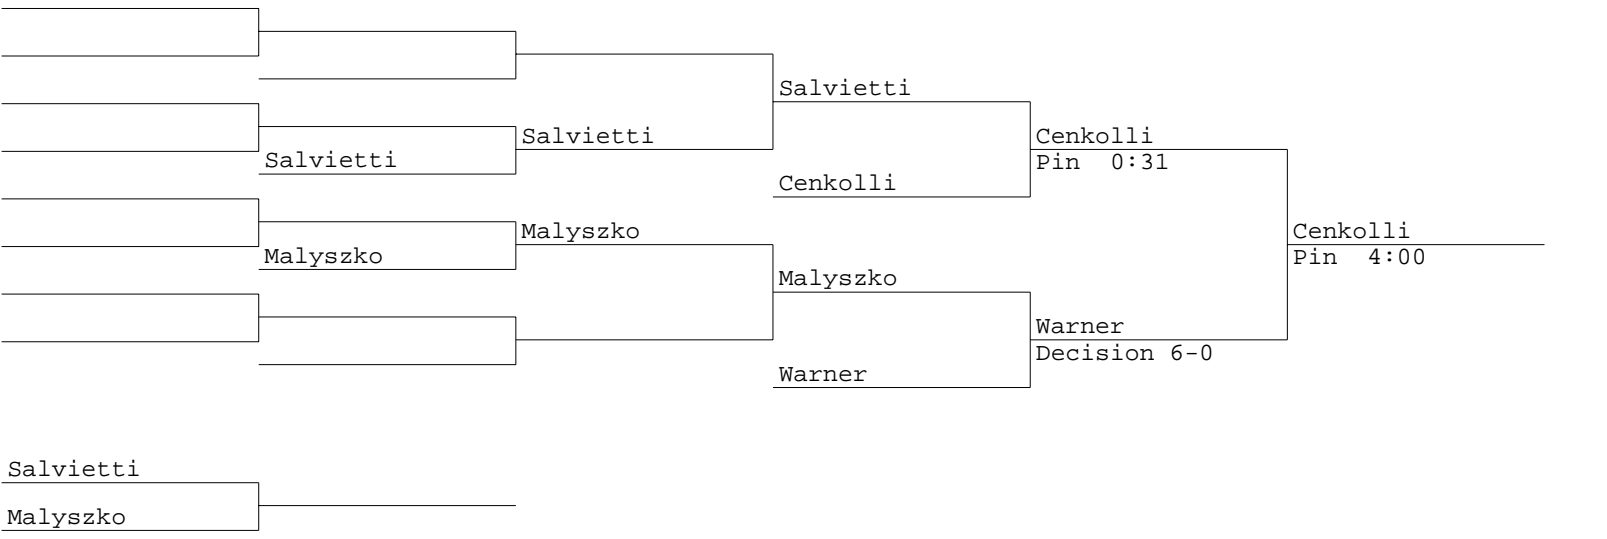 Salvietti
Salvietti
Cenkolli
Salvietti
Pin  0:31
Cenkolli
Malyszko
Cenkolli
Malyszko
Pin  4:00
Malyszko
Warner
Decision 6-0
Warner
Salvietti
Malyszko